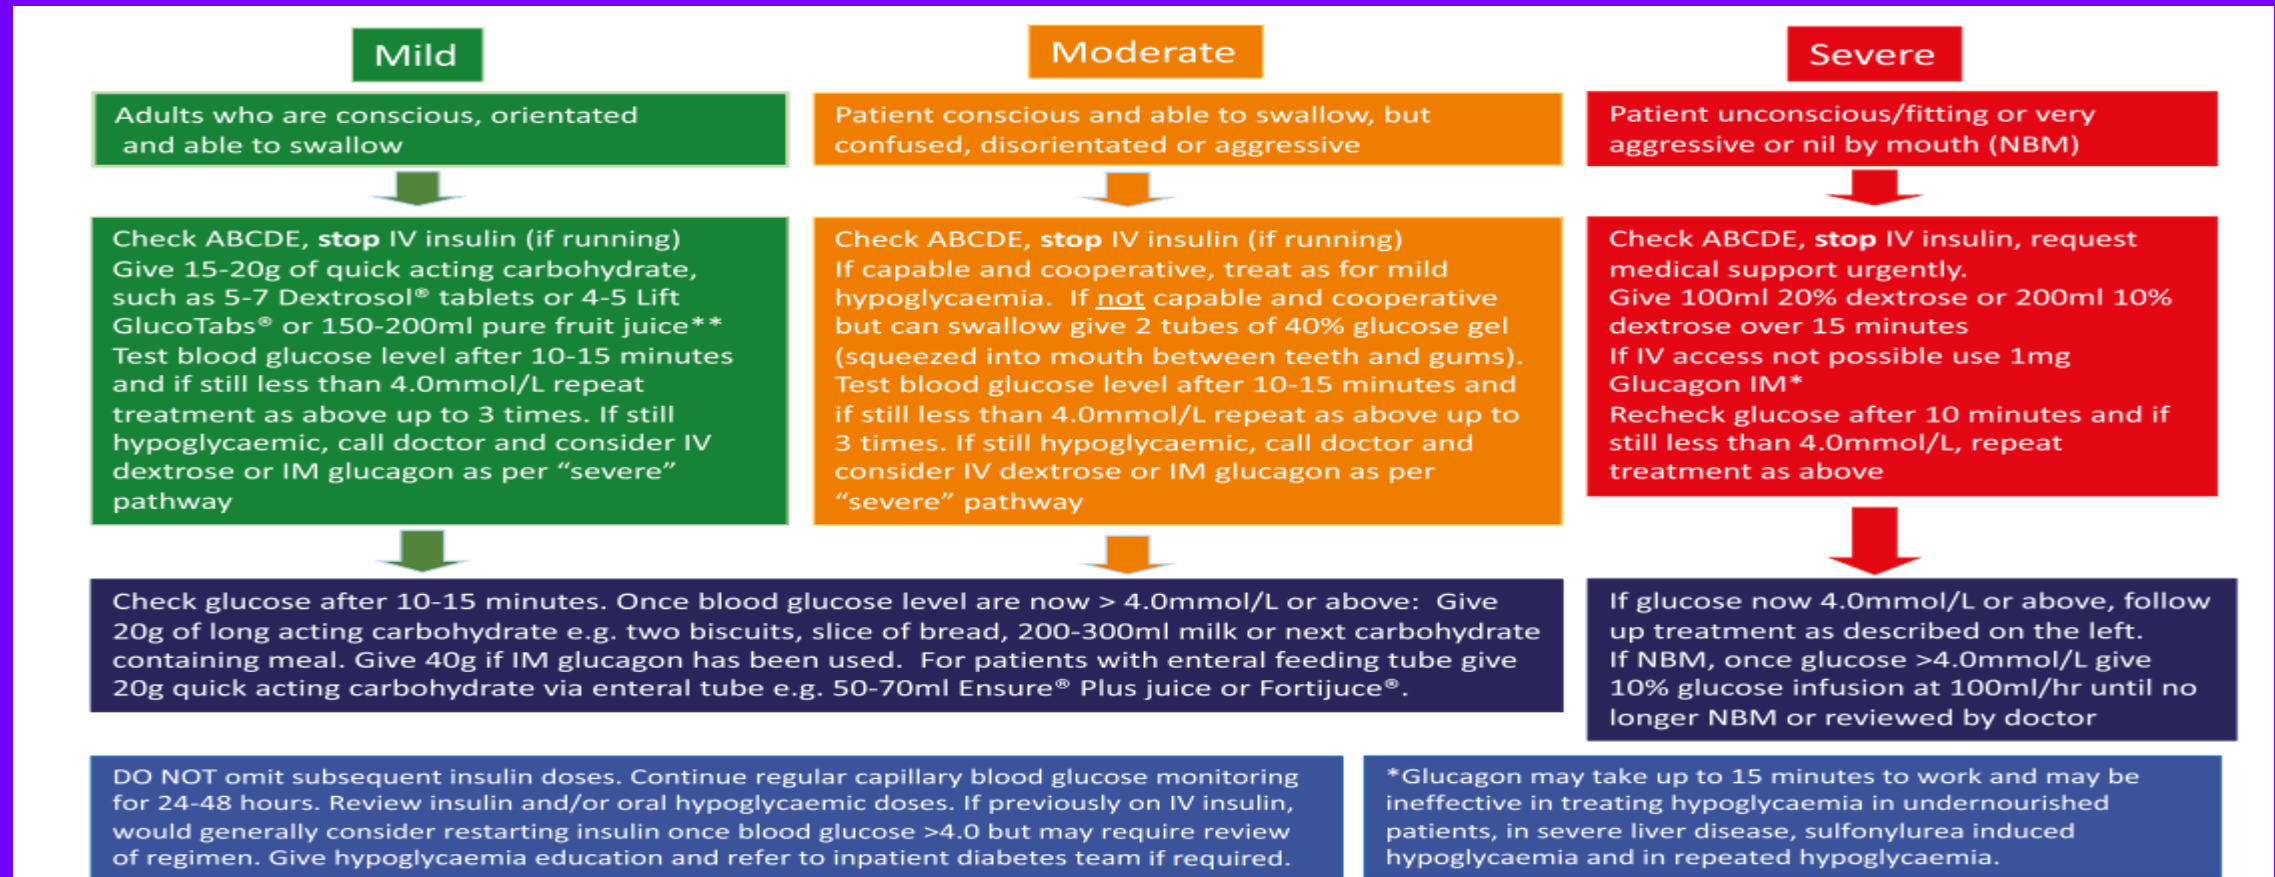 Mild
Adults who are conscious, orientated
and able to swallow
Check ABCDE, stop IV insulin (if running)
Give 15-20g of quick acting carbohydrate,
such as 5-7 Dextrosol® tablets or 4-5 Lift
GlucoTabs® or 150-200ml pure fruit juice**
Test blood glucose level after 10-15 minutes
and if still less than 4.0mmol/L repeat
treatment as above up to 3 times. If still
hypoglycaemic, call doctor and consider IV
dextrose or IM glucagon as per “severe”
pathway
Moderate
Patient conscious and able to swallow, but
confused, disorientated or aggressive
Check ABCDE, stop IV insulin (if running)
If capable and cooperative, treat as for mild
hypoglycaemia. If not capable and cooperative
but can swallow give 2 tubes of 40% glucose gel
(squeezed into mouth between teeth and gums).
Test blood glucose level after 10-15 minutes and
if still less than 4.0mmol/L repeat as above up to
3 times. If still hypoglycaemic, call doctor and
consider IV dextrose or IM glucagon as per
“severe” pathway
Severe
Patient unconscious/fitting or very
aggressive or nil by mouth (NBM)
Check ABCDE, stop IV insulin, request
medical support urgently.
Give 100ml 20% dextrose or 200ml 10%
dextrose over 15 minutes
If IV access not possible use 1mg
Glucagon IM*
Recheck glucose after 10 minutes and if
still less than 4.0mmol/L, repeat
treatment as above
Check glucose after 10-15 minutes. Once blood glucose level are now > 4.0mmol/L or above: Give
20g of long acting carbohydrate e.g. two biscuits, slice of bread, 200-300ml milk or next carbohydrate
containing meal. Give 40g if IM glucagon has been used. For patients with enteral feeding tube give
20g quick acting carbohydrate via enteral tube e.g. 50-70ml Ensure® Plus juice or Fortijuce®.
If glucose now 4.0mmol/L or above, follow
up treatment as described on the left.
If NBM, once glucose >4.0mmol/L give
10% glucose infusion at 100ml/hr until no
longer NBM or reviewed by doctor
DO NOT omit subsequent insulin doses. Continue regular capillary blood glucose monitoring
for 24-48 hours. Review insulin and/or oral hypoglycaemic doses. If previously on IV insulin,
would generally consider restarting insulin once blood glucose >4.0 but may require review
of regimen. Give hypoglycaemia education and refer to inpatient diabetes team if required.
*Glucagon may take up to 15 minutes to work and may be
ineffective in treating hypoglycaemia in undernourished
patients, in severe liver disease, sulfonylurea induced
hypoglycaemia and in repeated hypoglycaemia.